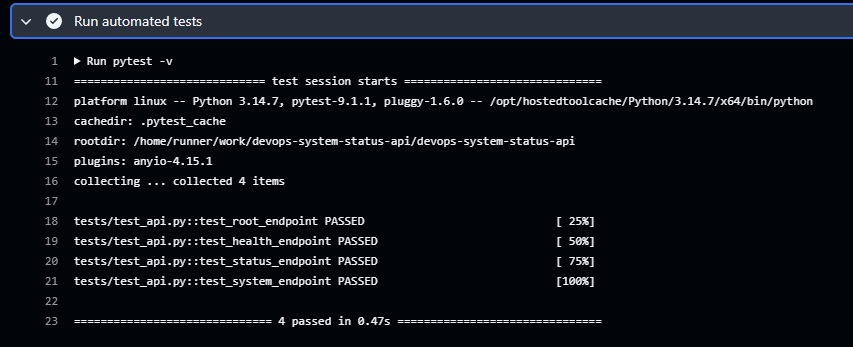 Run automated tests
1 ▶ Run pytest -v
11 ============================= test session starts ==============================
12 platform linux -- Python 3.14.7, pytest-9.1.1, pluggy-1.6.0 -- /opt/hostedtoolcache/Python/3.14.7/x64/bin/python
13 cachedir: .pytest_cache
14 rootdir: /home/runner/work/devops-system-status-api/devops-system-status-api
15 plugins: anyio-4.15.1
16 collecting ... collected 4 items
17
18 tests/test_api.py::test_root_endpoint PASSED [ 25%]
19 tests/test_api.py::test_health_endpoint PASSED [ 50%]
20 tests/test_api.py::test_status_endpoint PASSED [ 75%]
21 tests/test_api.py::test_system_endpoint PASSED [100%]
22
23 ============================== 4 passed in 0.47s ===============================